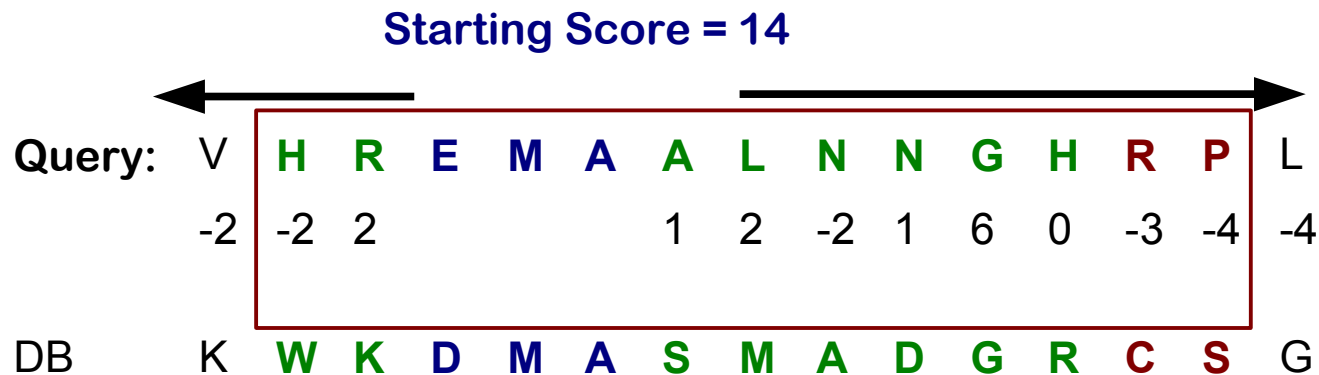 Starting Score = 14
Query: V H R E M A A L N N G H R P L
-2 -2 2 1 2 -2 1 6 0 -3 -4 -4
DB K W K D M A S M A D G R C S G